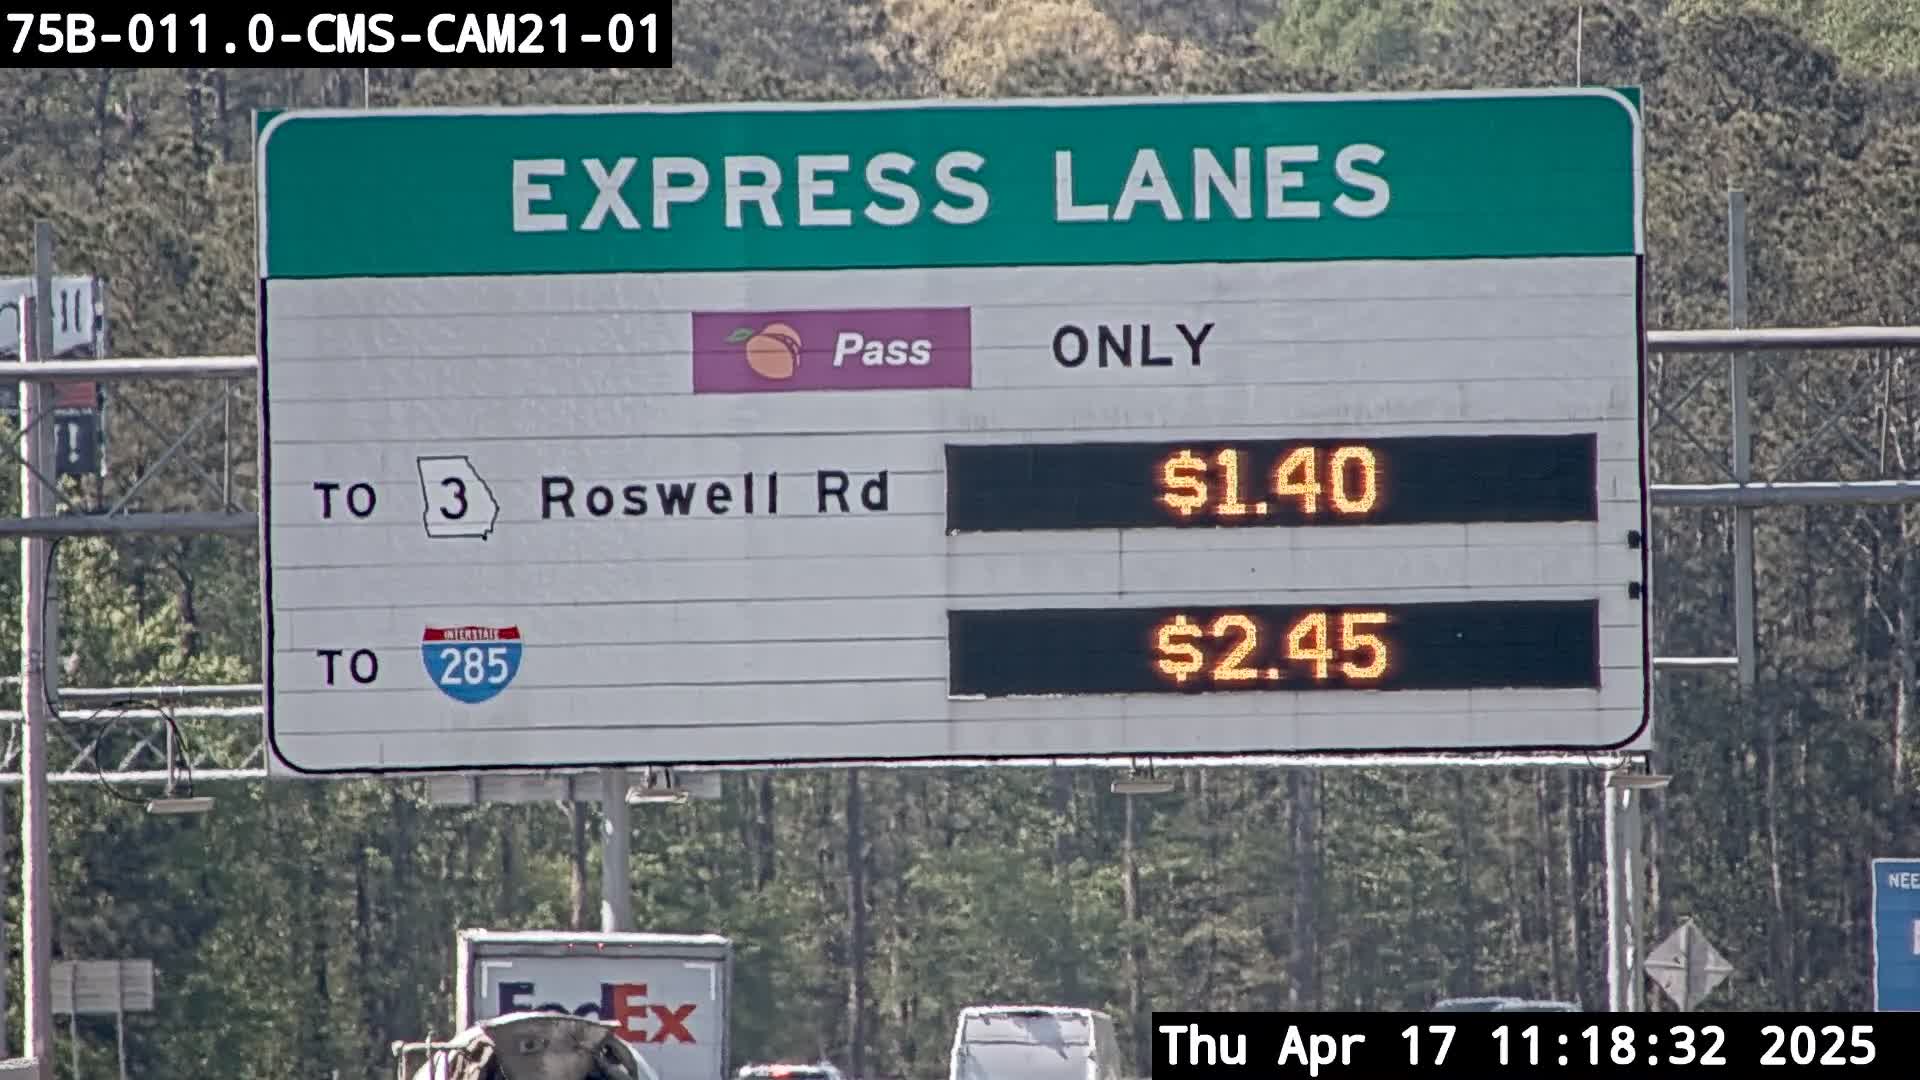 75B-011.0-CMS-CAM21-01
EXPRESS LANES
Pass ONLY
TO 3 Roswell Rd $1.40
TO INTERSTATE 285 $2.45
FedEx
Thu Apr 17 11:18:32 2025